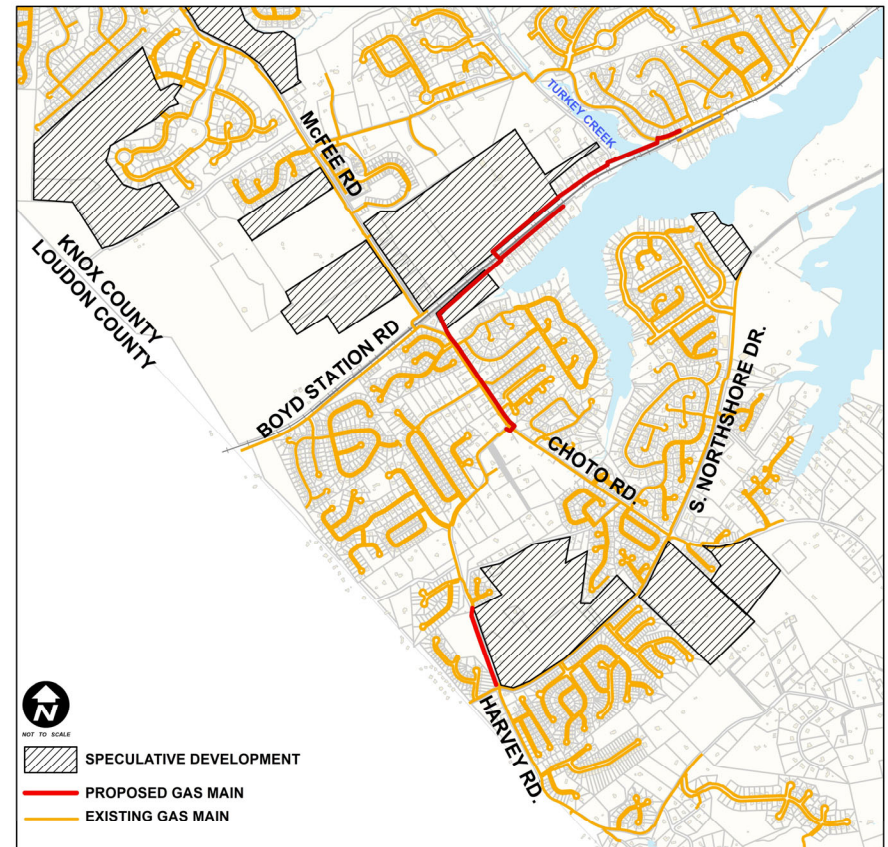 TURKEY CREEK
McFEE RD
KNOX COUNTY
LOUDON COUNTY
BOYD STATION RD
S. NORTHSHORE DR.
CHOTO RD.
HARVEY RD.
N
NOT TO SCALE
SPECULATIVE DEVELOPMENT
PROPOSED GAS MAIN
EXISTING GAS MAIN